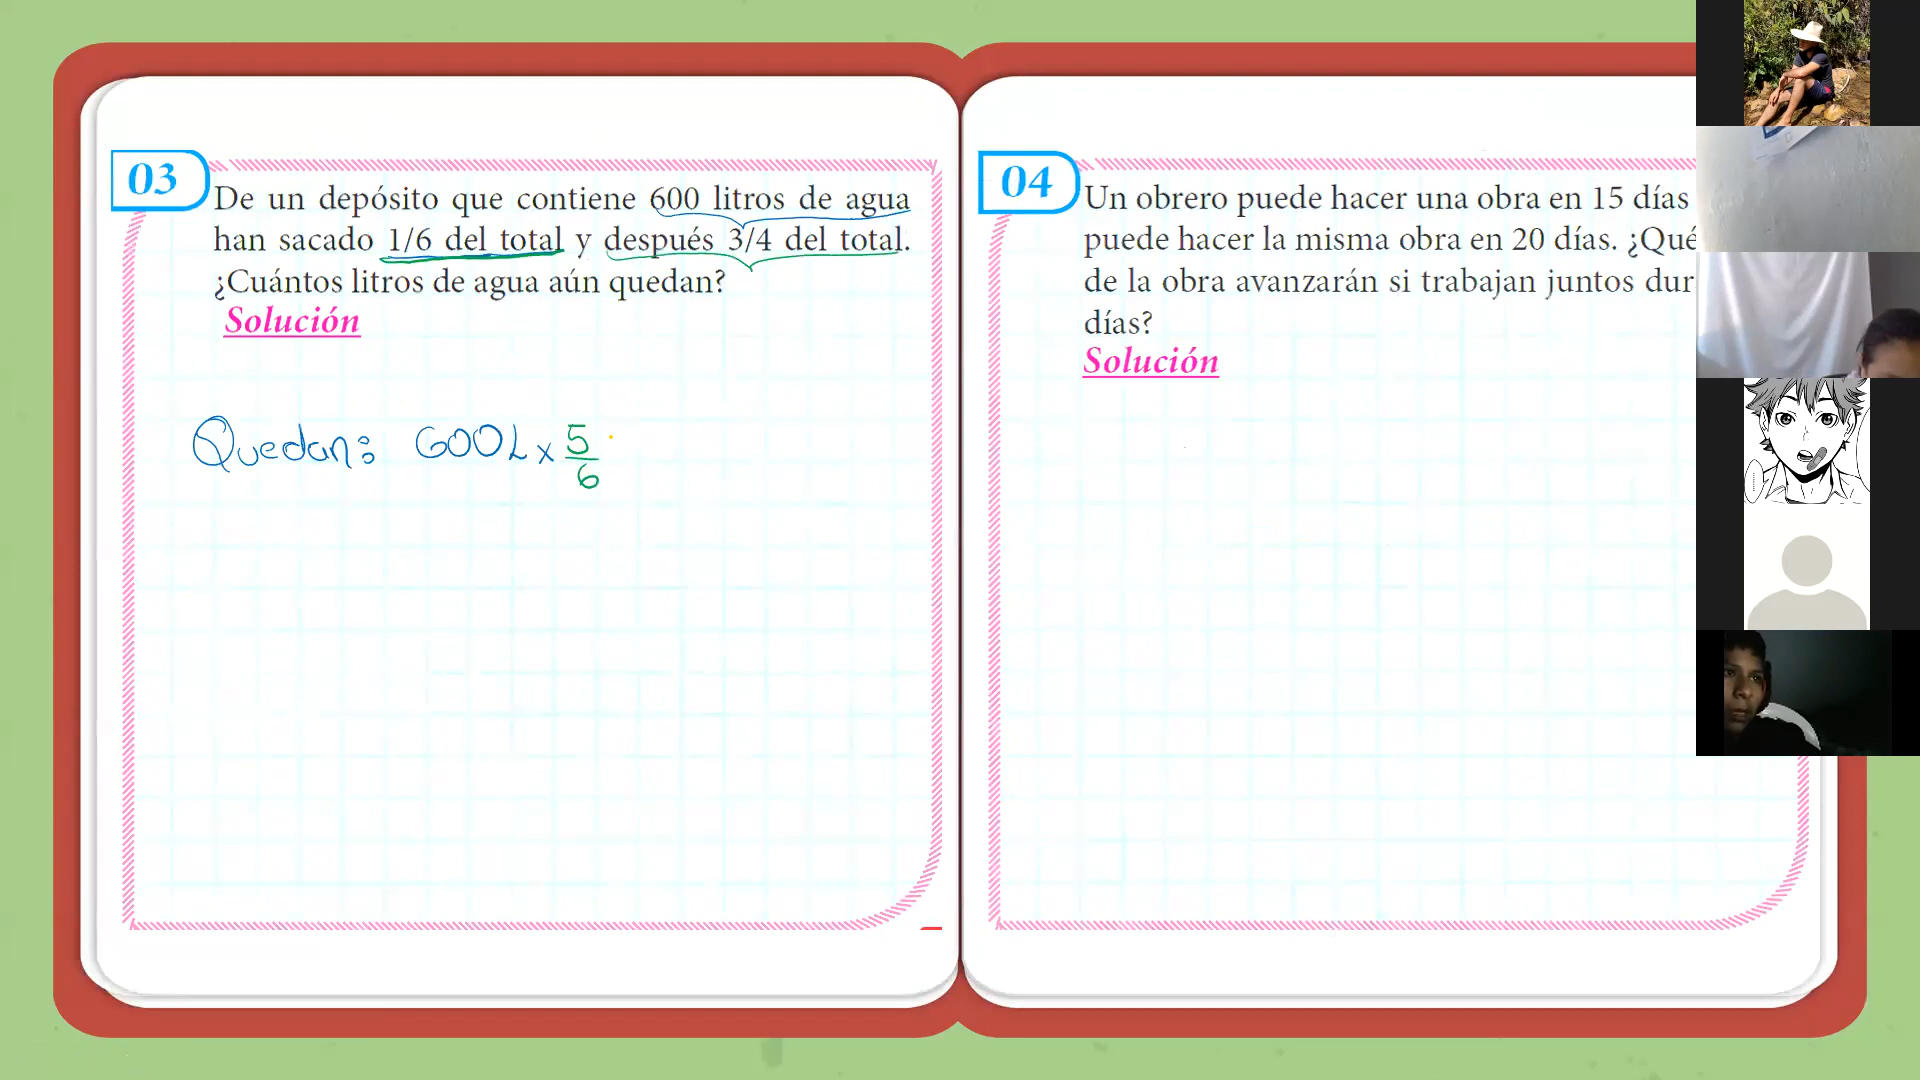 03
De un depósito que contiene 600 litros de agua
han sacado 1/6 del total y después 3/4 del total.
¿Cuántos litros de agua aún quedan?
Solución
Quedan: 600L x 5/6
04
Un obrero puede hacer una obra en 15 días
puede hacer la misma obra en 20 días. ¿Qué
de la obra avanzarán si trabajan juntos dur
días?
Solución